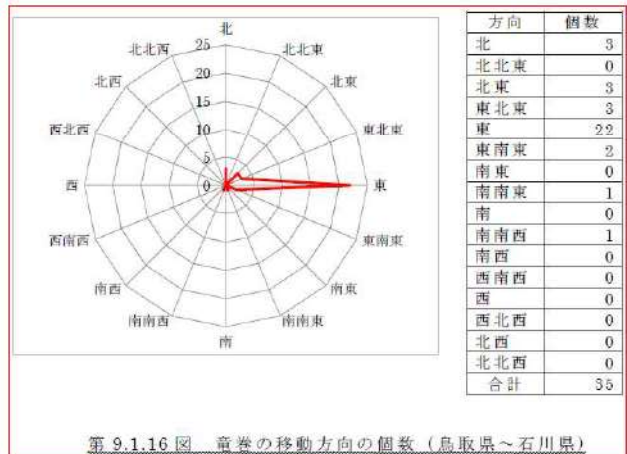 北
北北東
北東
東北東
東
東南東
南東
南南東
南
南南西
南西
西南西
西
西北西
北西
北北西
25
20
15
10
5
0
方向 個数
北 3
北北東 0
北東 3
東北東 3
東 22
東南東 2
南東 0
南南東 1
南 0
南南西 1
南西 0
西南西 0
西 0
西北西 0
北西 0
北北西 0
合計 35
第 9.1.16 図 竜巻の移動方向の個数 (鳥取県～石川県)